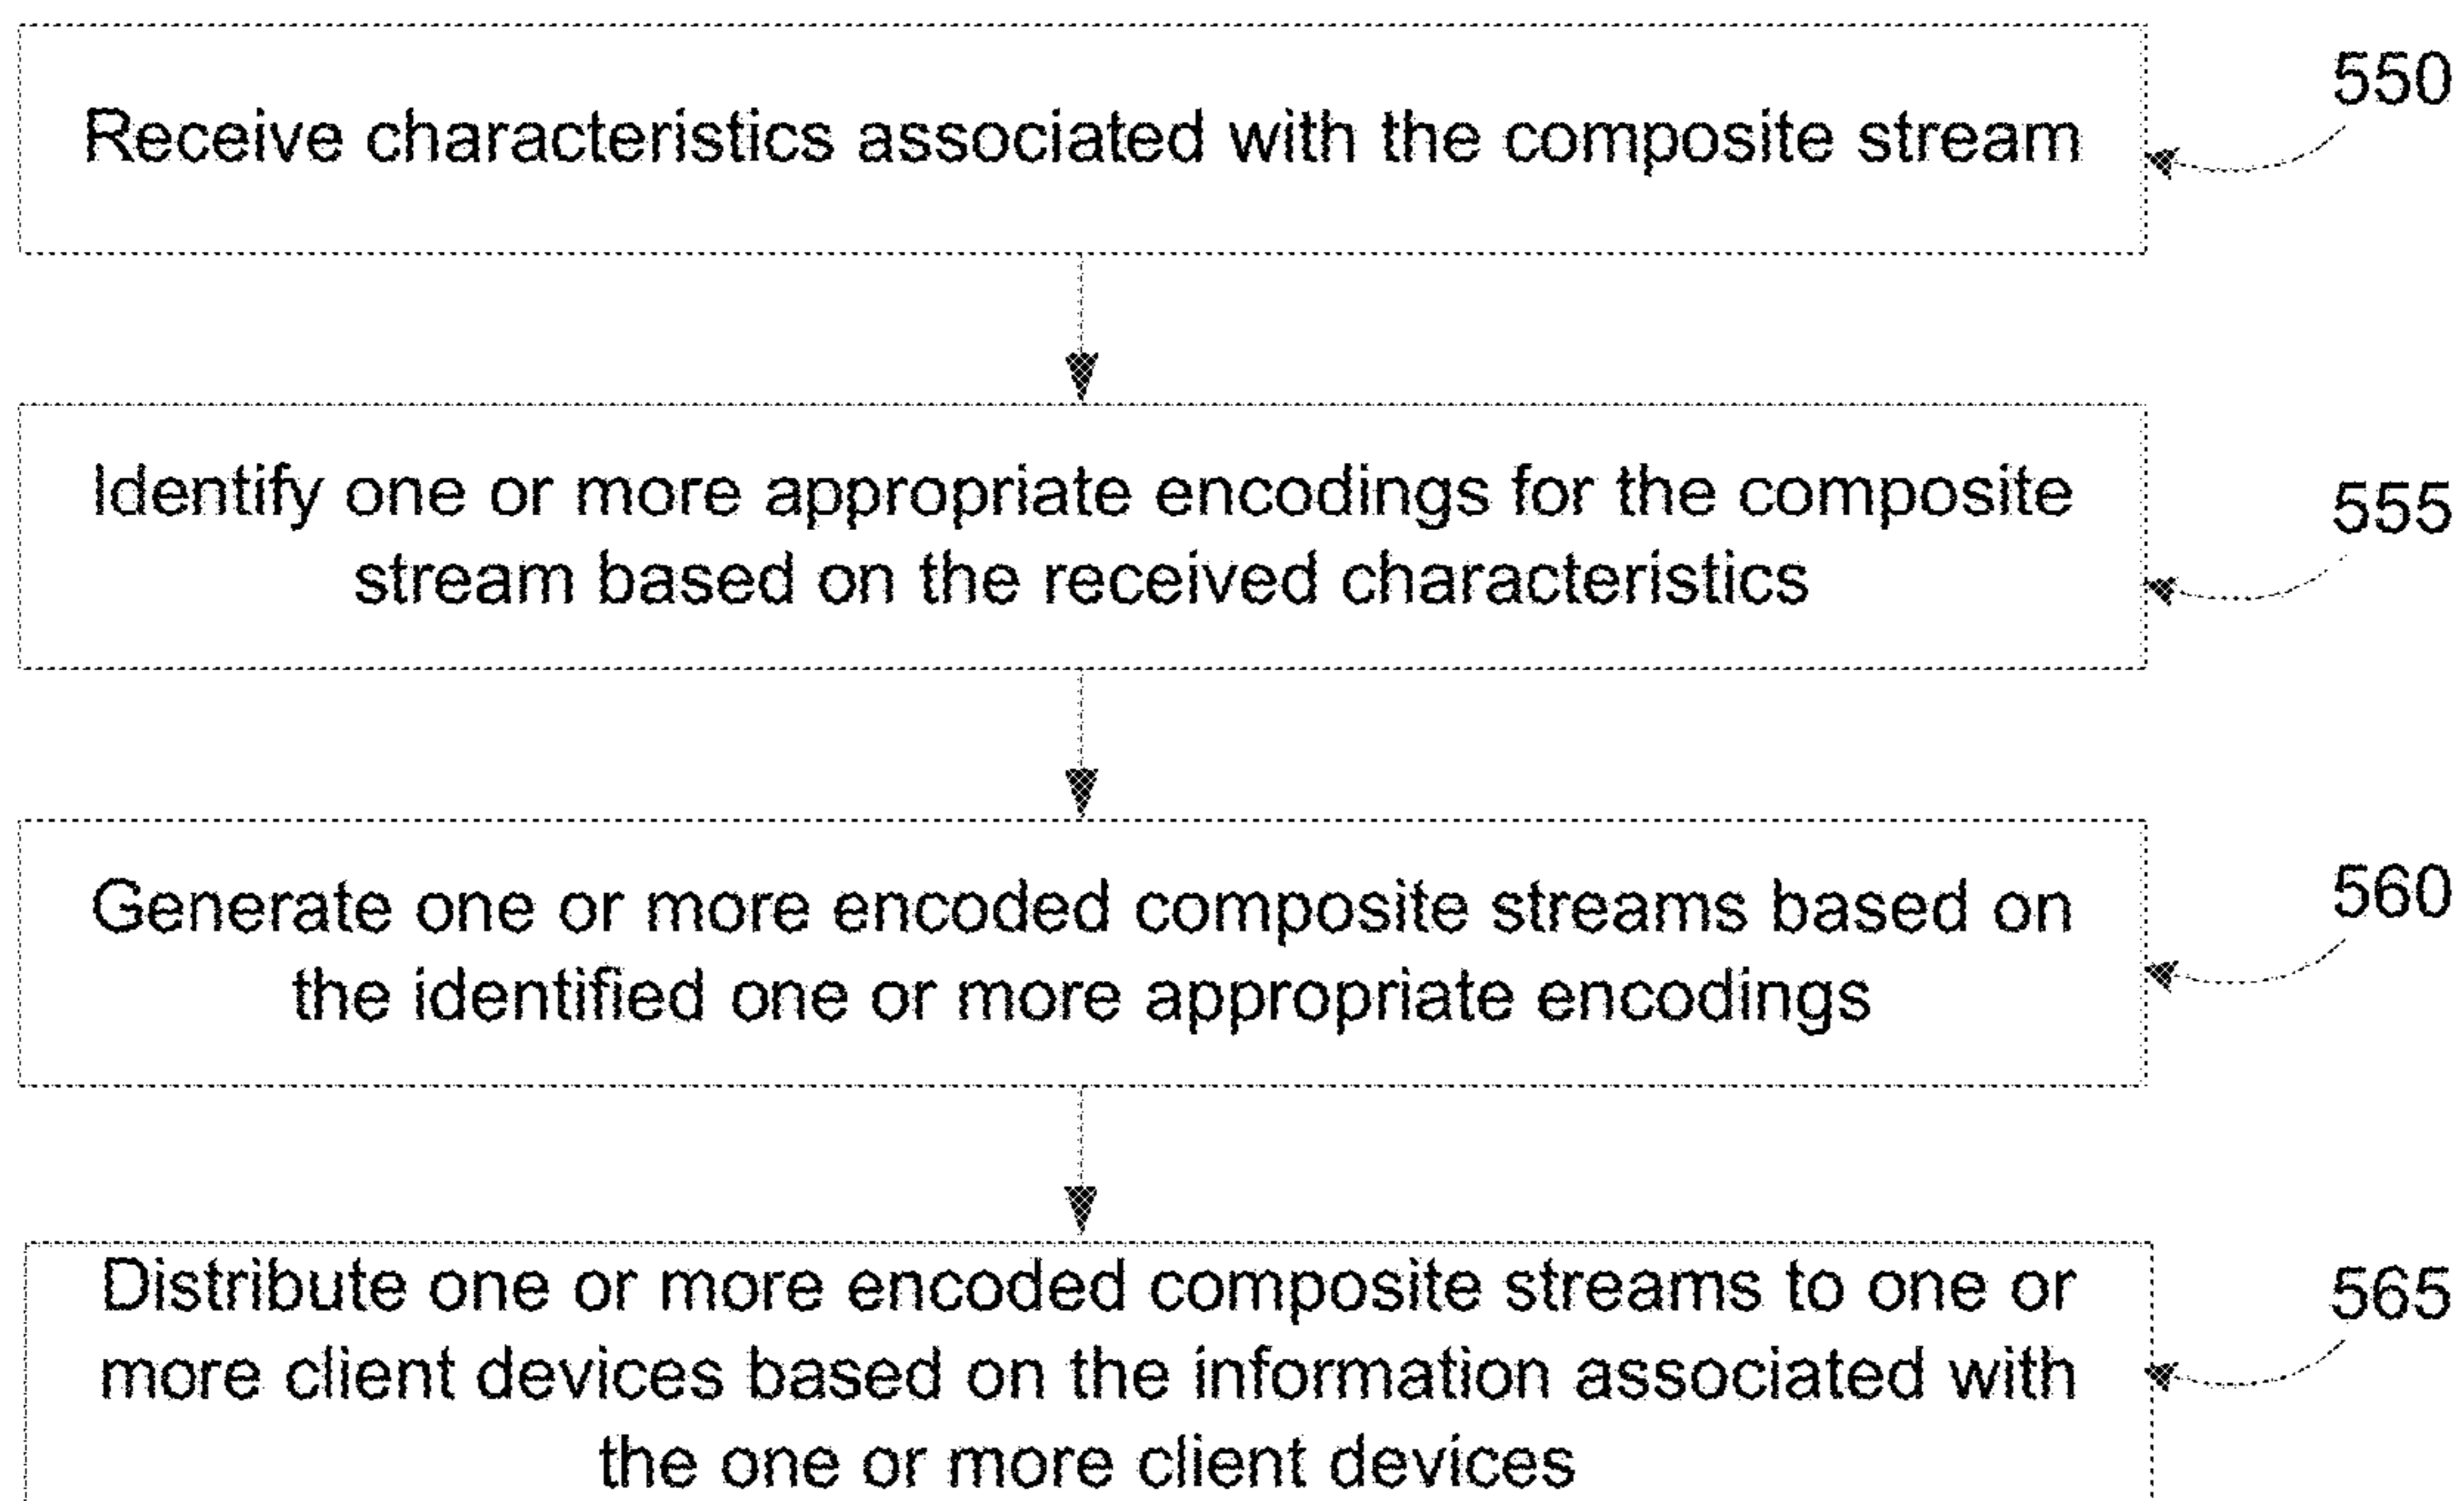 Receive characteristics associated with the composite stream
550
Identify one or more appropriate encodings for the composite
stream based on the received characteristics
555
Generate one or more encoded composite streams based on
the identified one or more appropriate encodings
560
Distribute one or more encoded composite streams to one or
more client devices based on the information associated with
the one or more client devices
565